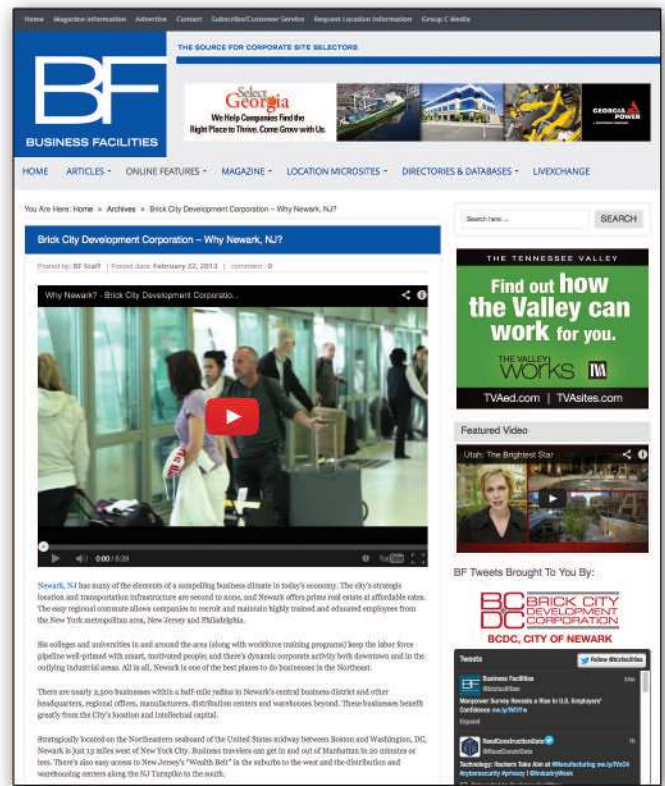 Home Magazine Information Advertise Contact Subscribe/Customer Service Request Location Information Group C Media
THE SOURCE FOR CORPORATE SITE SELECTORS
BF
BUSINESS FACILITIES
Select
Georgia
We Help Companies Find the
Right Place to Thrive. Come Grow with Us.
GEORGIA
POWER
HOME ARTICLES ONLINE FEATURES MAGAZINE LOCATION MICROSITES DIRECTORIES & DATABASES LIVEXCHANGE
You Are Here: Home » Archives » Brick City Development Corporation – Why Newark, NJ?
Search here ...
SEARCH
Brick City Development Corporation – Why Newark, NJ?
Posted by: BF Staff | Posted date: February 22, 2013 | comment : 0
Why Newark? - Brick City Development Corporatio...
0:00 / 5:29
Newark, NJ has many of the elements of a compelling business climate in today's economy. The city's strategic
location and transportation infrastructure are second to none, and Newark offers prime real estate at affordable rates.
The easy regional commute allows companies to recruit and maintain highly trained and educated employees from
the New York metropolitan area, New Jersey and Philadelphia.
Six colleges and universities in and around the area (along with workforce training programs) keep the labor force
pipeline well-primed with smart, motivated people; and there's dynamic corporate activity both downtown and in the
outlying industrial areas. All in all, Newark is one of the best places to do businesses in the Northeast.
There are nearly 2,500 businesses within a half-mile radius in Newark's central business district and other
headquarters, regional offices, manufacturers, distribution centers and warehouses beyond. These businesses benefit
greatly from the City's location and intellectual capital.
Strategically located on the Northeastern seaboard of the United States midway between Boston and Washington, DC,
Newark is just 13 miles west of New York City. Business travelers can get in and out of Manhattan in 20 minutes or
less. There's also easy access to New Jersey's "Wealth Belt" in the suburbs to the west and the distribution and
warehousing centers along the NJ Turnpike to the south.
THE TENNESSEE VALLEY
Find out how
the Valley can
work for you.
THE VALLEY
WORKS TVA
TVAed.com | TVAsites.com
Featured Video
Utah: The Brightest Star
BF Tweets Brought To You By:
BCDC BRICK CITY
DEVELOPMENT
CORPORATION
BCDC, CITY OF NEWARK
Tweets
Follow @bizfacilities
Business Facilities
@bizfacilities
Manpower Survey Reveals a Rise in U.S. Employers'
Confidence
Expand
ReedConstructionData
@ReedConstrData
Technology: Hackers Take Aim at #Manufacturing
#cybersecurity #privacy | @IndustryWeek